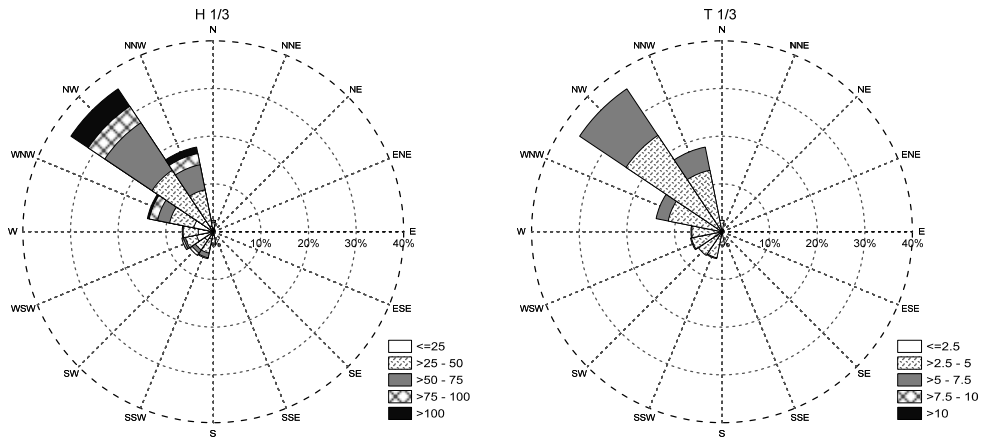 H 1/3
N
NNW
NNE
NW
NE
WNW
ENE
W
E
10%
20%
30%
40%
WSW
ESE
SW
SE
SSW
SSE
S
<=25
>25 - 50
>50 - 75
>75 - 100
>100
T 1/3
N
NNW
NNE
NW
NE
WNW
ENE
W
E
10%
20%
30%
40%
WSW
ESE
SW
SE
SSW
SSE
S
<=2.5
>2.5 - 5
>5 - 7.5
>7.5 - 10
>10